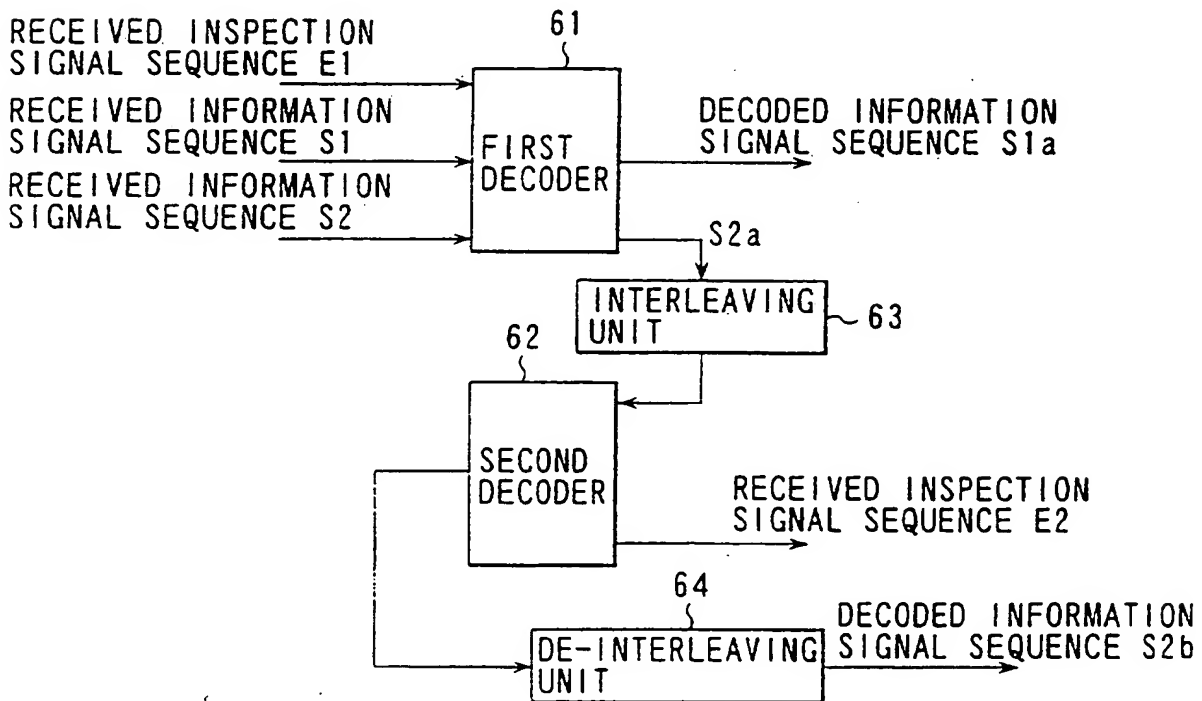 61
RECEIVED INSPECTION
SIGNAL SEQUENCE E1
RECEIVED INFORMATION
SIGNAL SEQUENCE S1
RECEIVED INFORMATION
SIGNAL SEQUENCE S2
FIRST
DECODER
DECODED INFORMATION
SIGNAL SEQUENCE S1a
S2a
INTERLEAVING
UNIT
63
62
SECOND
DECODER
RECEIVED INSPECTION
SIGNAL SEQUENCE E2
64
DE-INTERLEAVING
UNIT
DECODED INFORMATION
SIGNAL SEQUENCE S2b